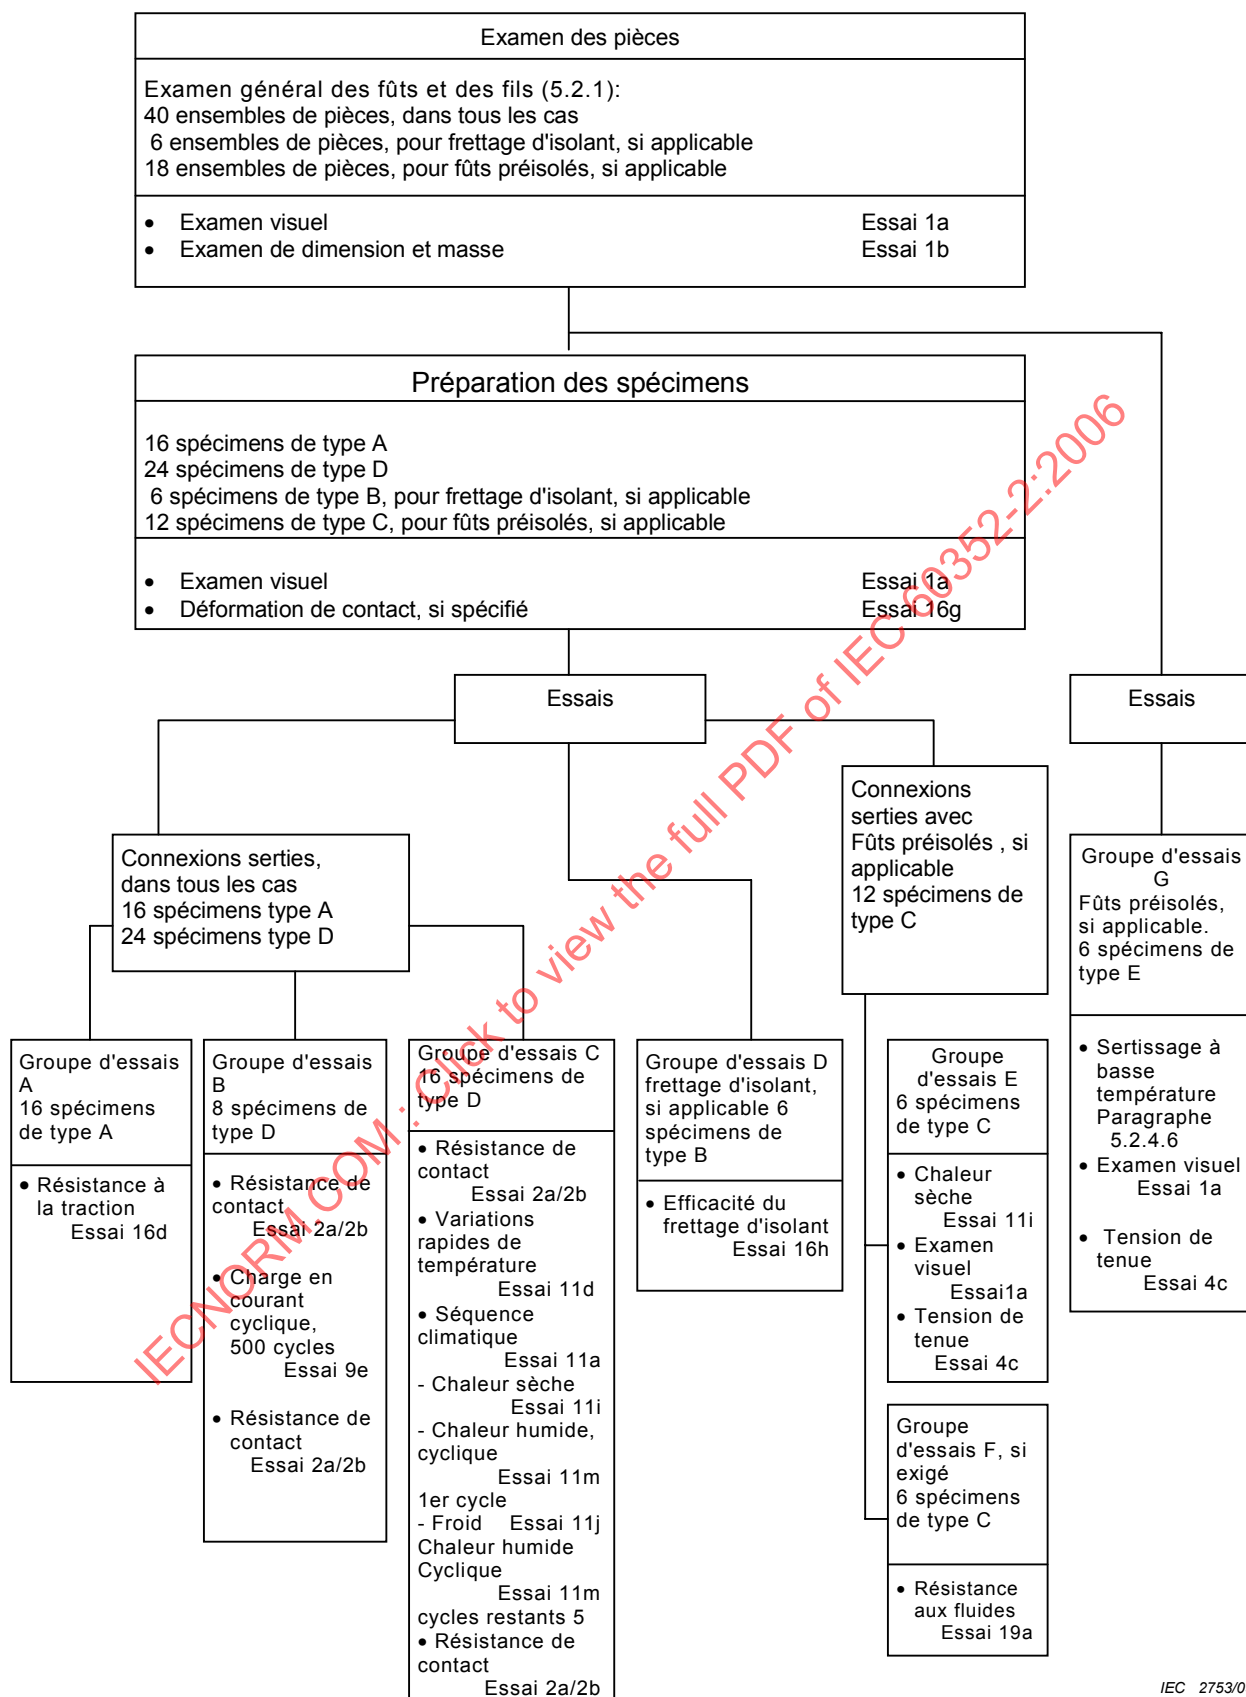 Examen des pièces
Examen général des fûts et des fils (5.2.1):
40 ensembles de pièces, dans tous les cas
6 ensembles de pièces, pour frettage d'isolant, si applicable
18 ensembles de pièces, pour fûts préisolés, si applicable
• Examen visuel Essai 1a
• Examen de dimension et masse Essai 1b
Préparation des spécimens
16 spécimens de type A
24 spécimens de type D
6 spécimens de type B, pour frettage d'isolant, si applicable
12 spécimens de type C, pour fûts préisolés, si applicable
• Examen visuel Essai 1a
• Déformation de contact, si spécifié Essai 16g
Essais
Essais
Connexions serties,
dans tous les cas
16 spécimens type A
24 spécimens type D
Connexions
serties avec
Fûts préisolés , si
applicable
12 spécimens de
type C
Groupe d'essais
G
Fûts préisolés,
si applicable.
6 spécimens de
type E
• Sertissage à
basse
température
Paragraphe
5.2.4.6
• Examen visuel
Essai 1a
• Tension de
tenue
Essai 4c
Groupe d'essais
A
16 spécimens
de type A
• Résistance à
la traction
Essai 16d
Groupe d'essais
B
8 spécimens de
type D
• Résistance de
contact
Essai 2a/2b
• Charge en
courant
cyclique,
500 cycles
Essai 9e
• Résistance de
contact
Essai 2a/2b
Groupe d'essais C
16 spécimens de
type D
• Résistance de
contact
Essai 2a/2b
• Variations
rapides de
température
Essai 11d
• Séquence
climatique
Essai 11a
- Chaleur sèche
Essai 11i
- Chaleur humide,
cyclique
Essai 11m
1er cycle
- Froid Essai 11j
Chaleur humide
Cyclique
Essai 11m
cycles restants 5
• Résistance de
contact
Essai 2a/2b
Groupe d'essais D
frettage d'isolant,
si applicable 6
spécimens de
type B
• Efficacité du
frettage d'isolant
Essai 16h
Groupe
d'essais E
6 spécimens
de type C
• Chaleur
sèche
Essai 11i
• Examen
visuel
Essai1a
• Tension de
tenue
Essai 4c
Groupe
d'essais F, si
exigé
6 spécimens
de type C
• Résistance
aux fluides
Essai 19a
IEC 2753/0
IECNORM.COM : Click to view the full PDF of IEC 60352-2:2006